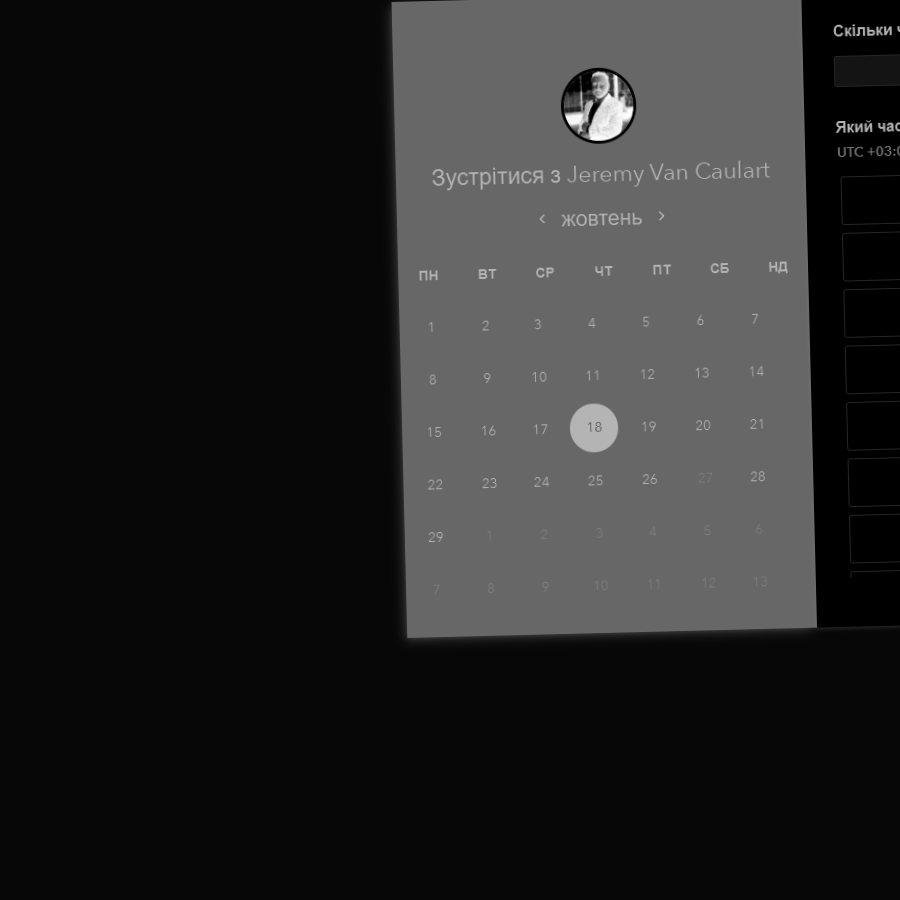 Зустрітися з Jeremy Van Caulart
< жовтень >
ПН ВТ СР ЧТ ПТ СБ НД
1 2 3 4 5 6 7
8 9 10 11 12 13 14
15 16 17 18 19 20 21
22 23 24 25 26 27 28
29 1 2 3 4 5 6
7 8 9 10 11 12 13
Скільки
Який час
UTC +03: